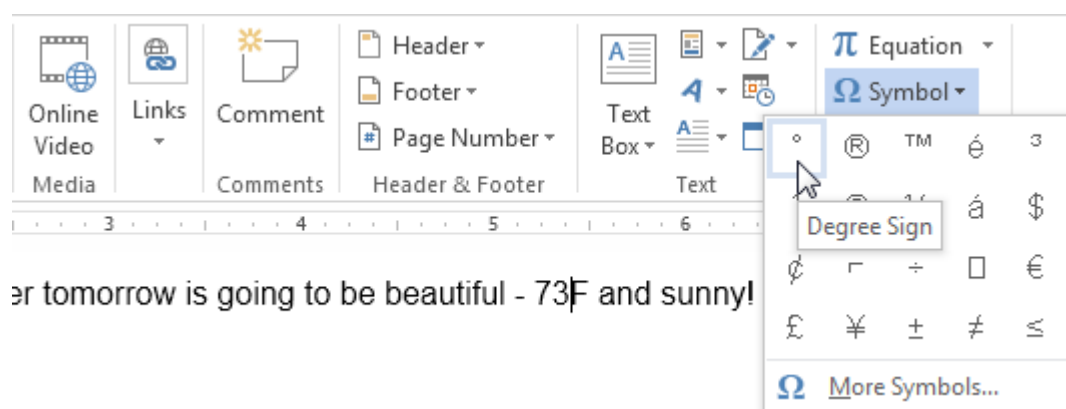 Header
Footer
Page Number
Online Video
Links
Comment
Text Box
π Equation
Ω Symbol
Media
Comments
Header & Footer
Text
° ® ™ é ³
á $
Degree Sign
¢ ⌐ ÷ □ €
£ ¥ ± ≠ ≤
Ω More Symbols...
3 4 5 6
er tomorrow is going to be beautiful - 73F and sunny!